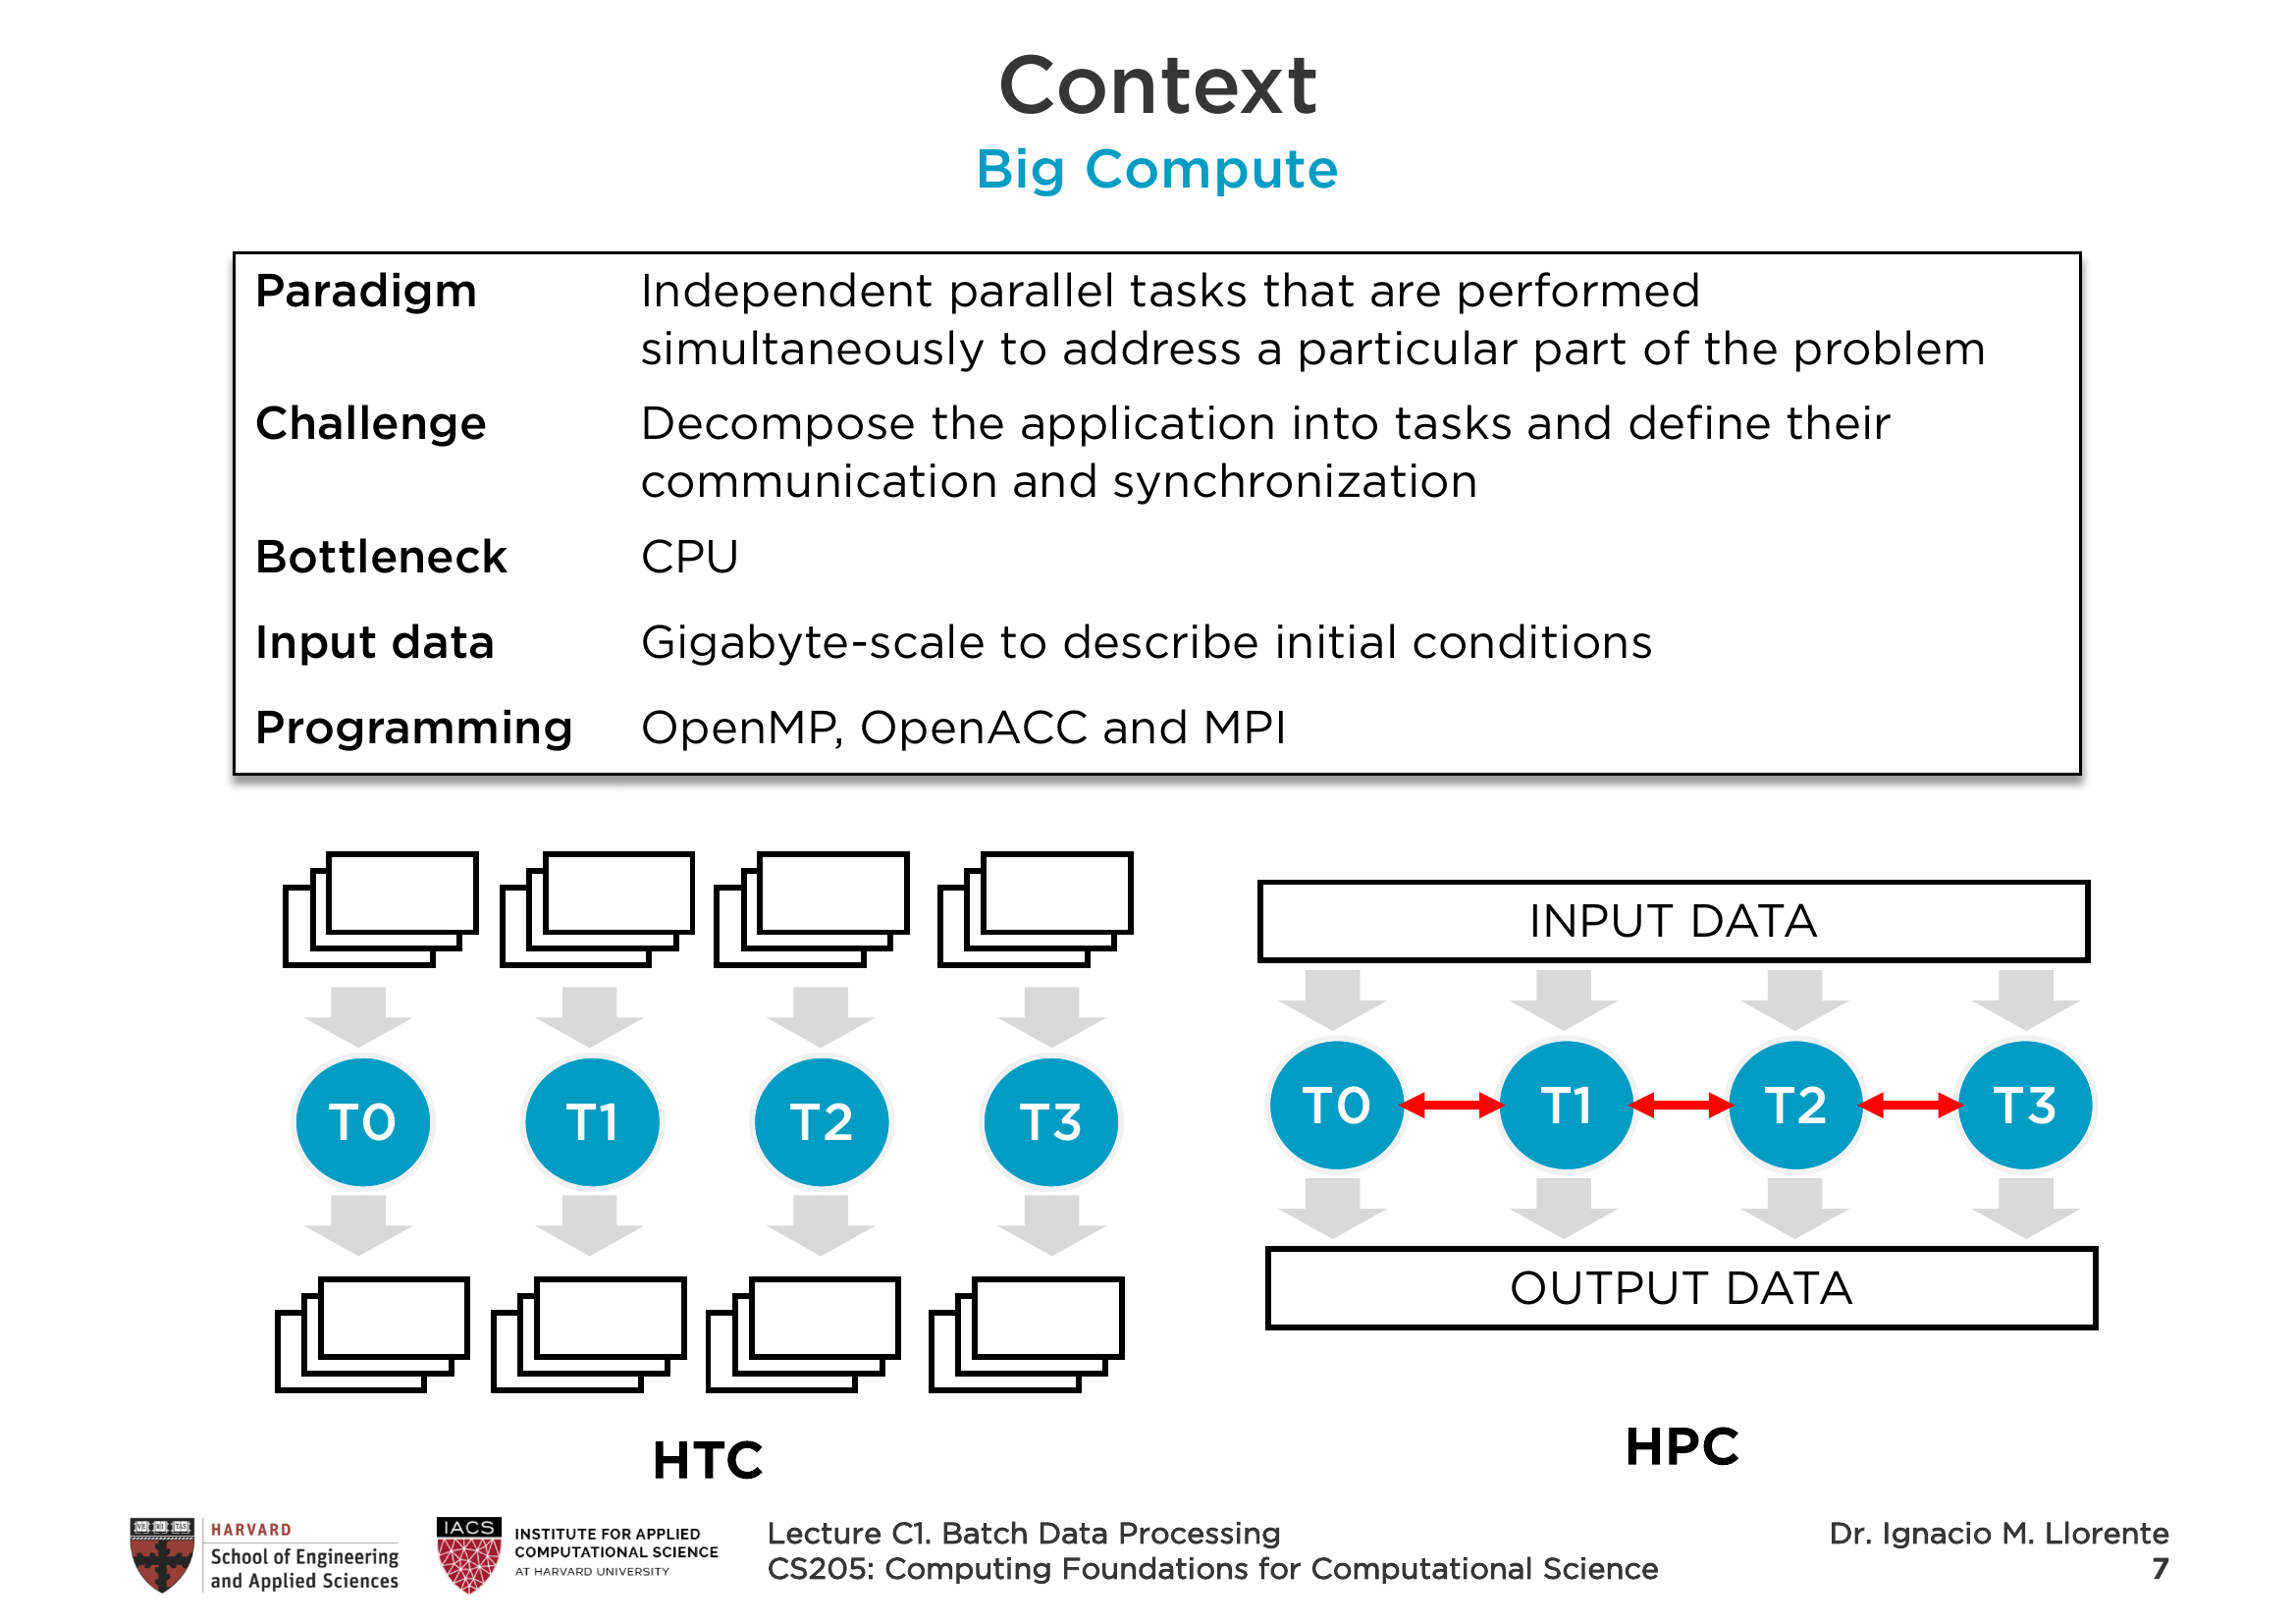 Context
Big Compute
Paradigm Independent parallel tasks that are performed
simultaneously to address a particular part of the problem
Challenge Decompose the application into tasks and define their
communication and synchronization
Bottleneck CPU
Input data Gigabyte-scale to describe initial conditions
Programming OpenMP, OpenACC and MPI
T0 T1 T2 T3
HTC
INPUT DATA
T0 T1 T2 T3
OUTPUT DATA
HPC
VE RI TAS
HARVARD
School of Engineering
and Applied Sciences
IACS
INSTITUTE FOR APPLIED
COMPUTATIONAL SCIENCE
AT HARVARD UNIVERSITY
Lecture C1. Batch Data Processing
CS205: Computing Foundations for Computational Science
Dr. Ignacio M. Llorente
7